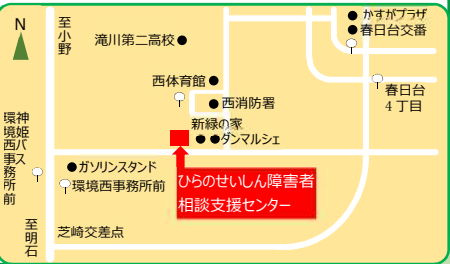 N
至小野
滝川第二高校
かすがプラザ
春日台交番
西体育館
西消防署
春日台
4丁目
新緑の家
ダンマルシェ
神姫バス
環境西事務所前
ガソリンスタンド
環境西事務所前
ひらのせいしん障害者
相談支援センター
至明石
芝崎交差点